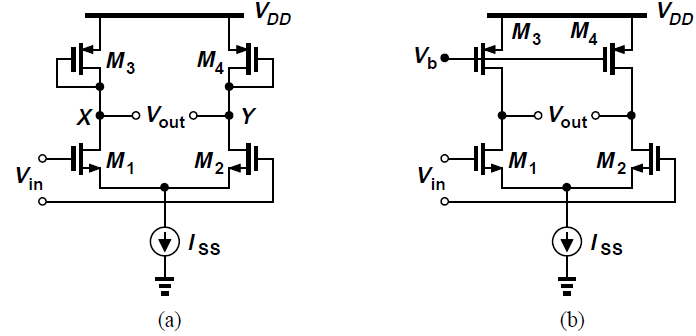 V_DD
M_3
M_4
X
V_out
Y
V_in
M_1
M_2
I_SS
(a)
V_DD
V_b
M_3
M_4
V_out
V_in
M_1
M_2
I_SS
(b)